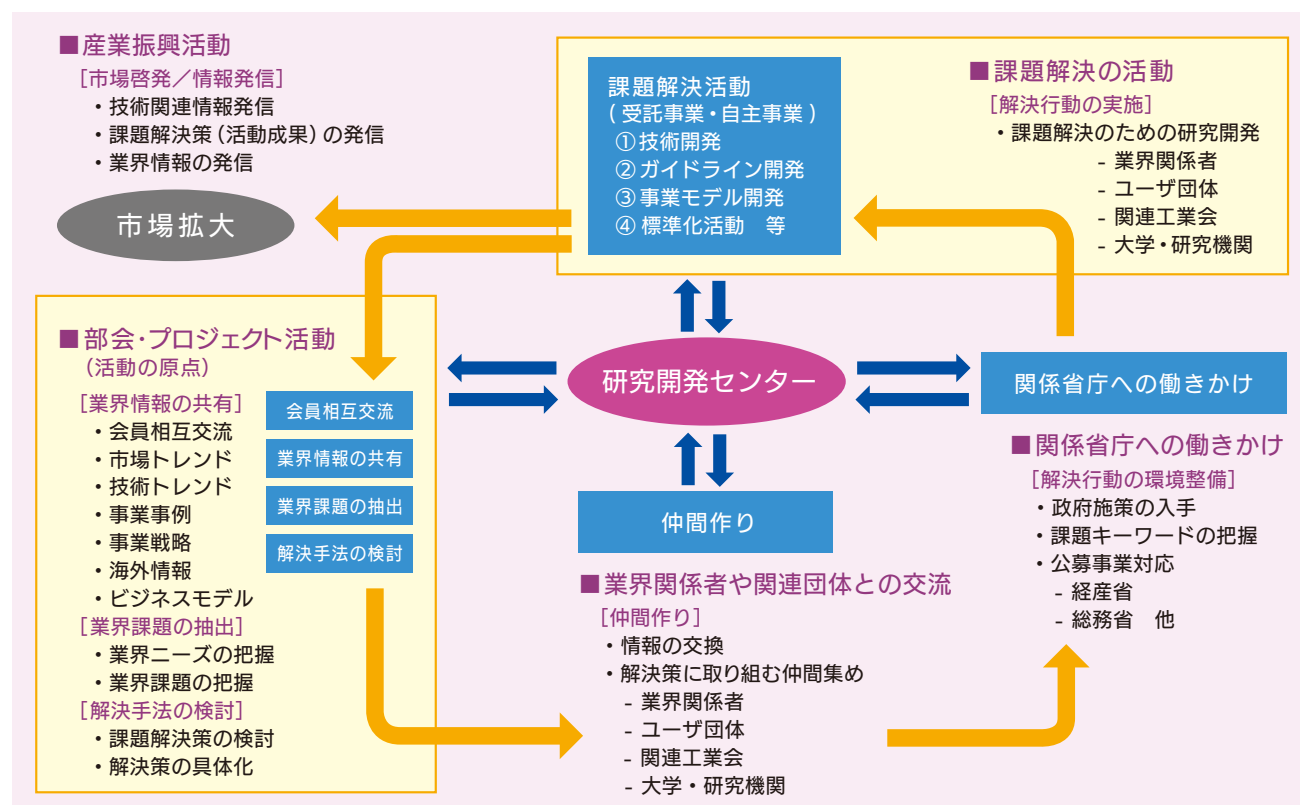 ■産業振興活動
[市場啓発／情報発信]
・技術関連情報発信
・課題解決策(活動成果)の発信
・業界情報の発信
市場拡大
課題解決活動
(受託事業・自主事業)
①技術開発
②ガイドライン開発
③事業モデル開発
④標準化活動　等
■課題解決の活動
[解決行動の実施]
・課題解決のための研究開発
- 業界関係者
- ユーザ団体
- 関連工業会
- 大学・研究機関
■部会・プロジェクト活動
(活動の原点)
[業界情報の共有]
・会員相互交流
・市場トレンド
・技術トレンド
・事業事例
・事業戦略
・海外情報
・ビジネスモデル
[業界課題の抽出]
・業界ニーズの把握
・業界課題の把握
[解決手法の検討]
・課題解決策の検討
・解決策の具体化
会員相互交流
業界情報の共有
業界課題の抽出
解決手法の検討
研究開発センター
仲間作り
■業界関係者や関連団体との交流
[仲間作り]
・情報の交換
・解決策に取り組む仲間集め
- 業界関係者
- ユーザ団体
- 関連工業会
- 大学・研究機関
関係省庁への働きかけ
■関係省庁への働きかけ
[解決行動の環境整備]
・政府施策の入手
・課題キーワードの把握
・公募事業対応
- 経産省
- 総務省　他